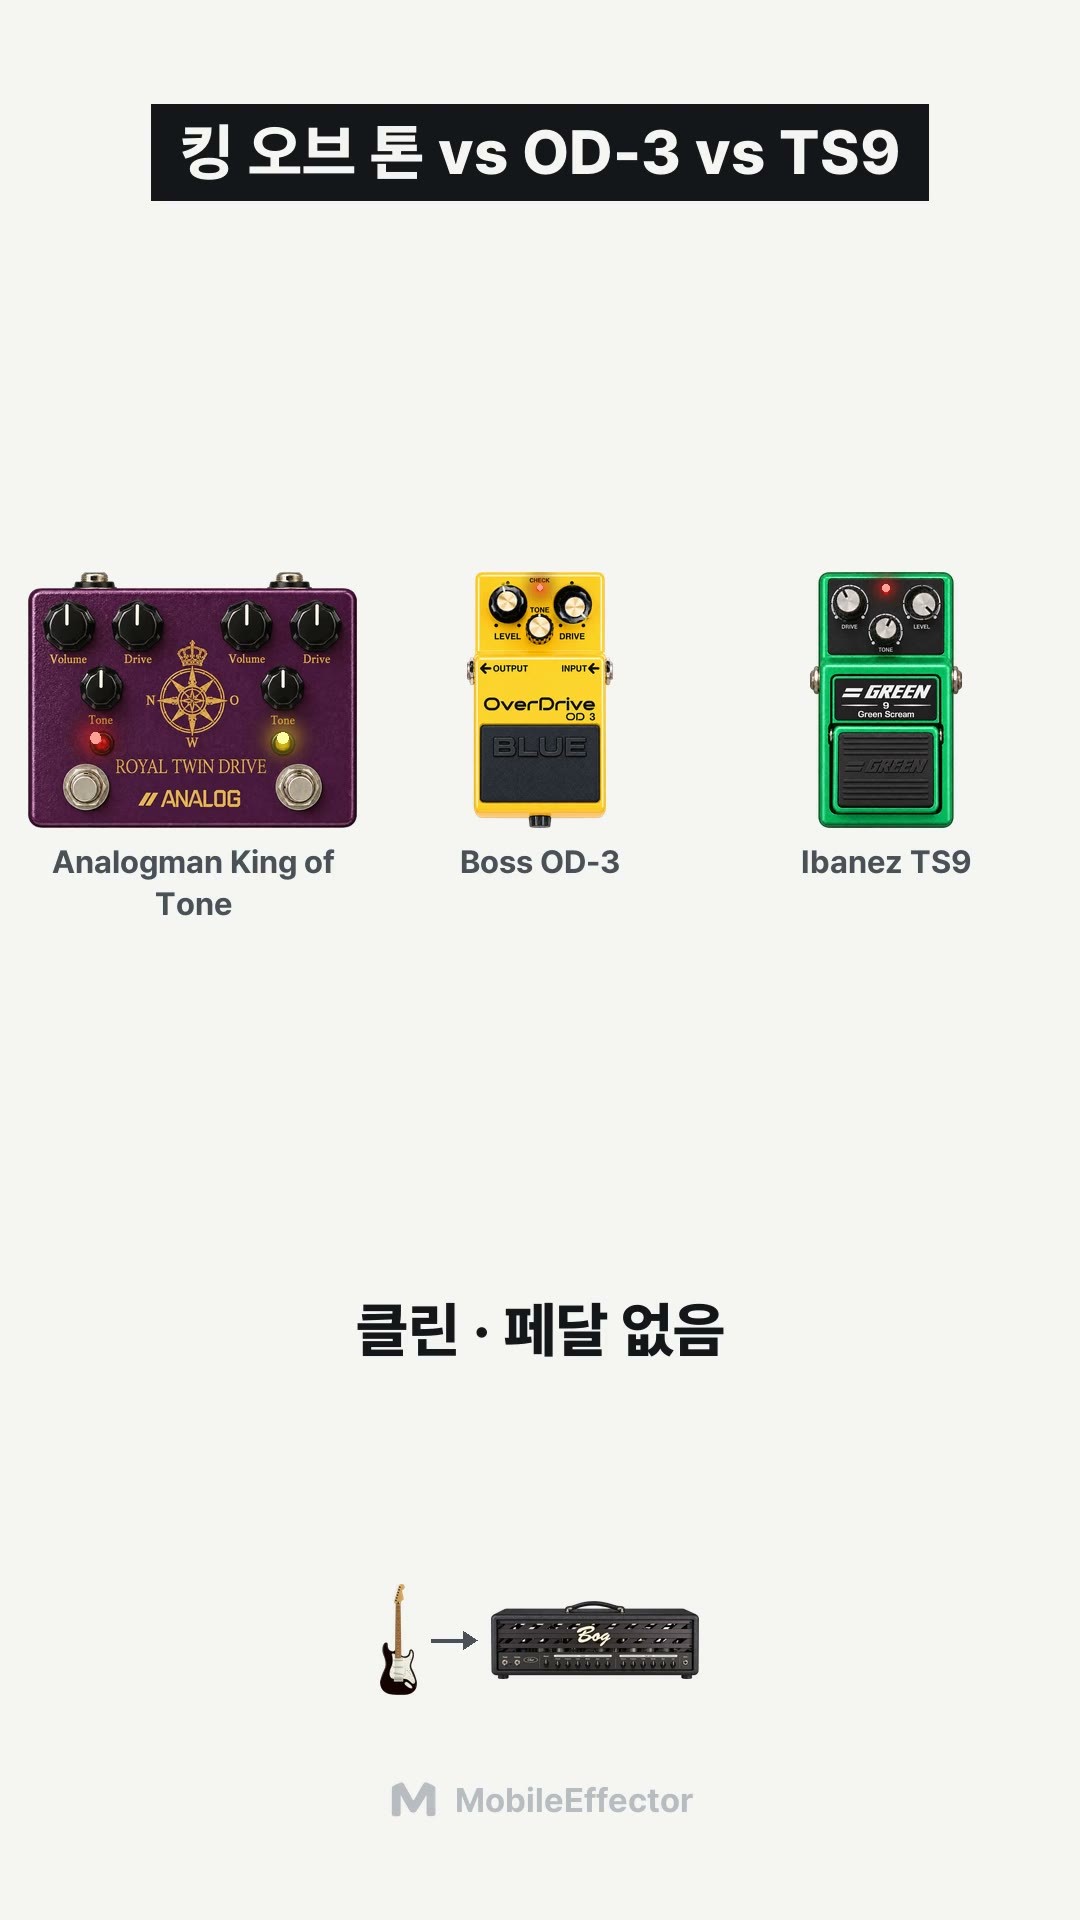 킹 오브 톤 vs OD-3 vs TS9
Volume Drive Volume Drive
Tone Tone
N O
W
ROYAL TWIN DRIVE
ANALOG
Analogman King of
Tone
CHECK
TONE
LEVEL DRIVE
OUTPUT INPUT
OverDrive
OD 3
BLUE
Boss OD-3
DRIVE LEVEL
TONE
GREEN
9
Green Scream
GREEN
Ibanez TS9
클린 · 페달 없음
Bog
MobileEffector